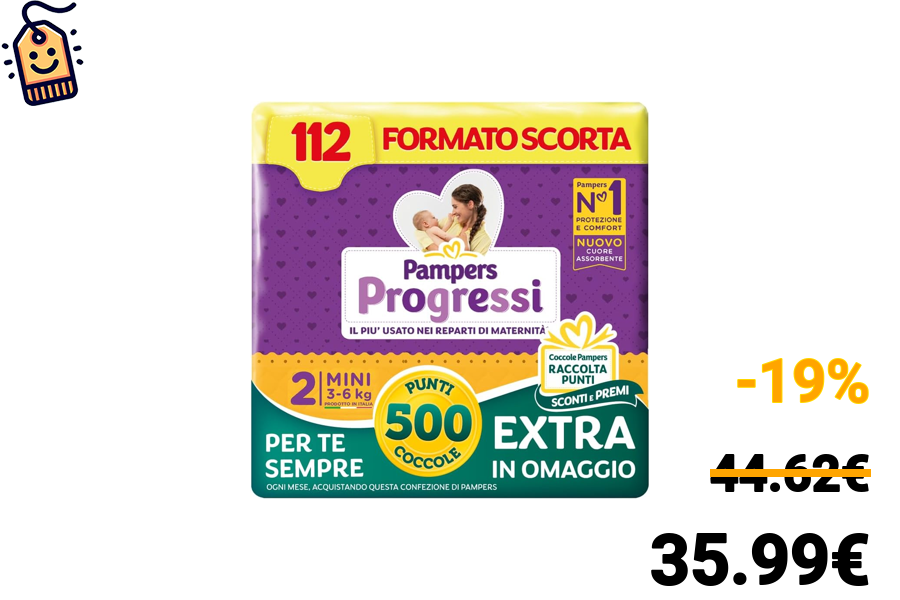 112 FORMATO SCORTA
Pampers
N°1
PROTEZIONE
E COMFORT
NUOVO
CUORE
ASSORBENTE
Pampers
Progressi
IL PIU' USATO NEI REPARTI DI MATERNITÀ
Coccole Pampers
RACCOLTA
PUNTI
SCONTI E PREMI
2 MINI
3-6 kg
PRODOTTO IN ITALIA
PUNTI
500
COCCOLE
PER TE
SEMPRE
EXTRA
IN OMAGGIO
OGNI MESE, ACQUISTANDO QUESTA CONFEZIONE DI PAMPERS
-19%
44.62€
35.99€